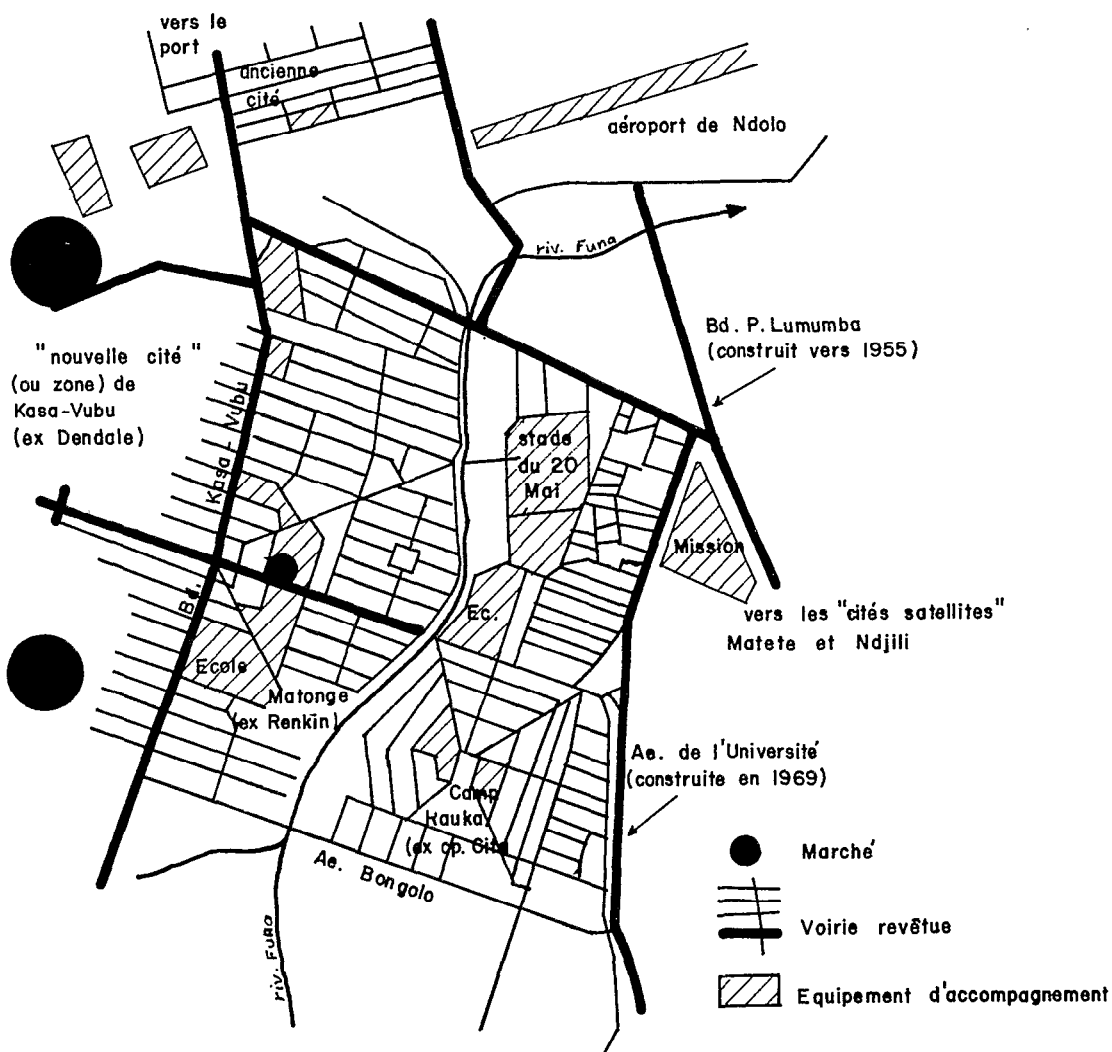 vers le
port
ancienne
cité
aéroport de Ndolo
riv. Funa
Bd. P. Lumumba
(construit vers 1955)
"nouvelle cité"
(ou zone) de
Kasa-Vubu
(ex Dendale)
Bd. Kasa-Vubu
stade
du 20
Mai
Mission
vers les "cités satellites"
Matete et Ndjili
Ec.
Ecole
Matonge
(ex Renkin)
Ae. de l'Université
(construite en 1969)
Camp
Kauka
(ex cp. Cito
Ae. Bongolo
riv. Funa
Marché
Voirie revêtue
Equipement d'accompagnement